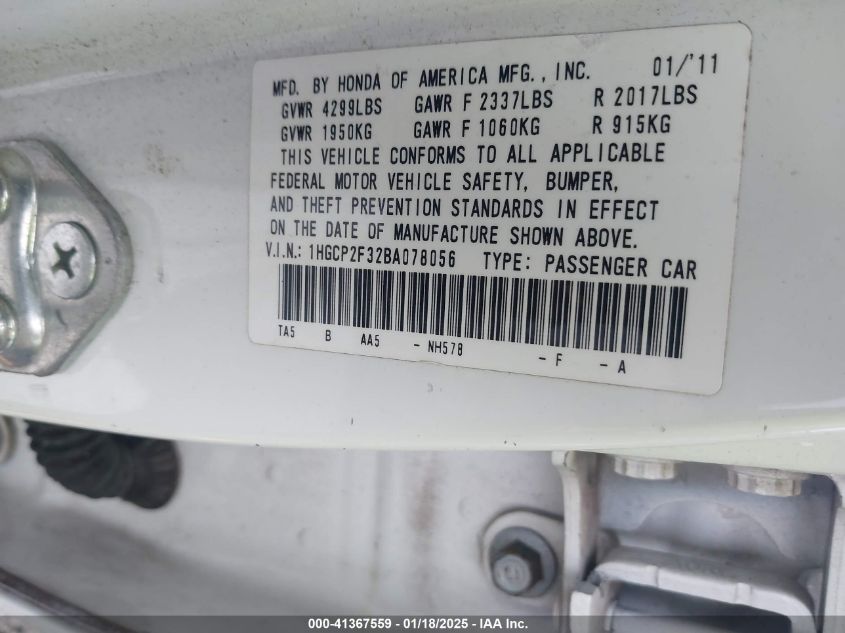 MFD. BY HONDA OF AMERICA MFG., INC. 01/'11
GVWR 4299LBS GAWR F 2337LBS R 2017LBS
GVWR 1950KG GAWR F 1060KG R 915KG
THIS VEHICLE CONFORMS TO ALL APPLICABLE
FEDERAL MOTOR VEHICLE SAFETY, BUMPER,
AND THEFT PREVENTION STANDARDS IN EFFECT
ON THE DATE OF MANUFACTURE SHOWN ABOVE.
V.I.N.: 1HGCP2F32BA078056 TYPE: PASSENGER CAR
TA5 B AA5 - NH578 - F - A
000-41367559 — 01/18/2025 — IAA Inc.